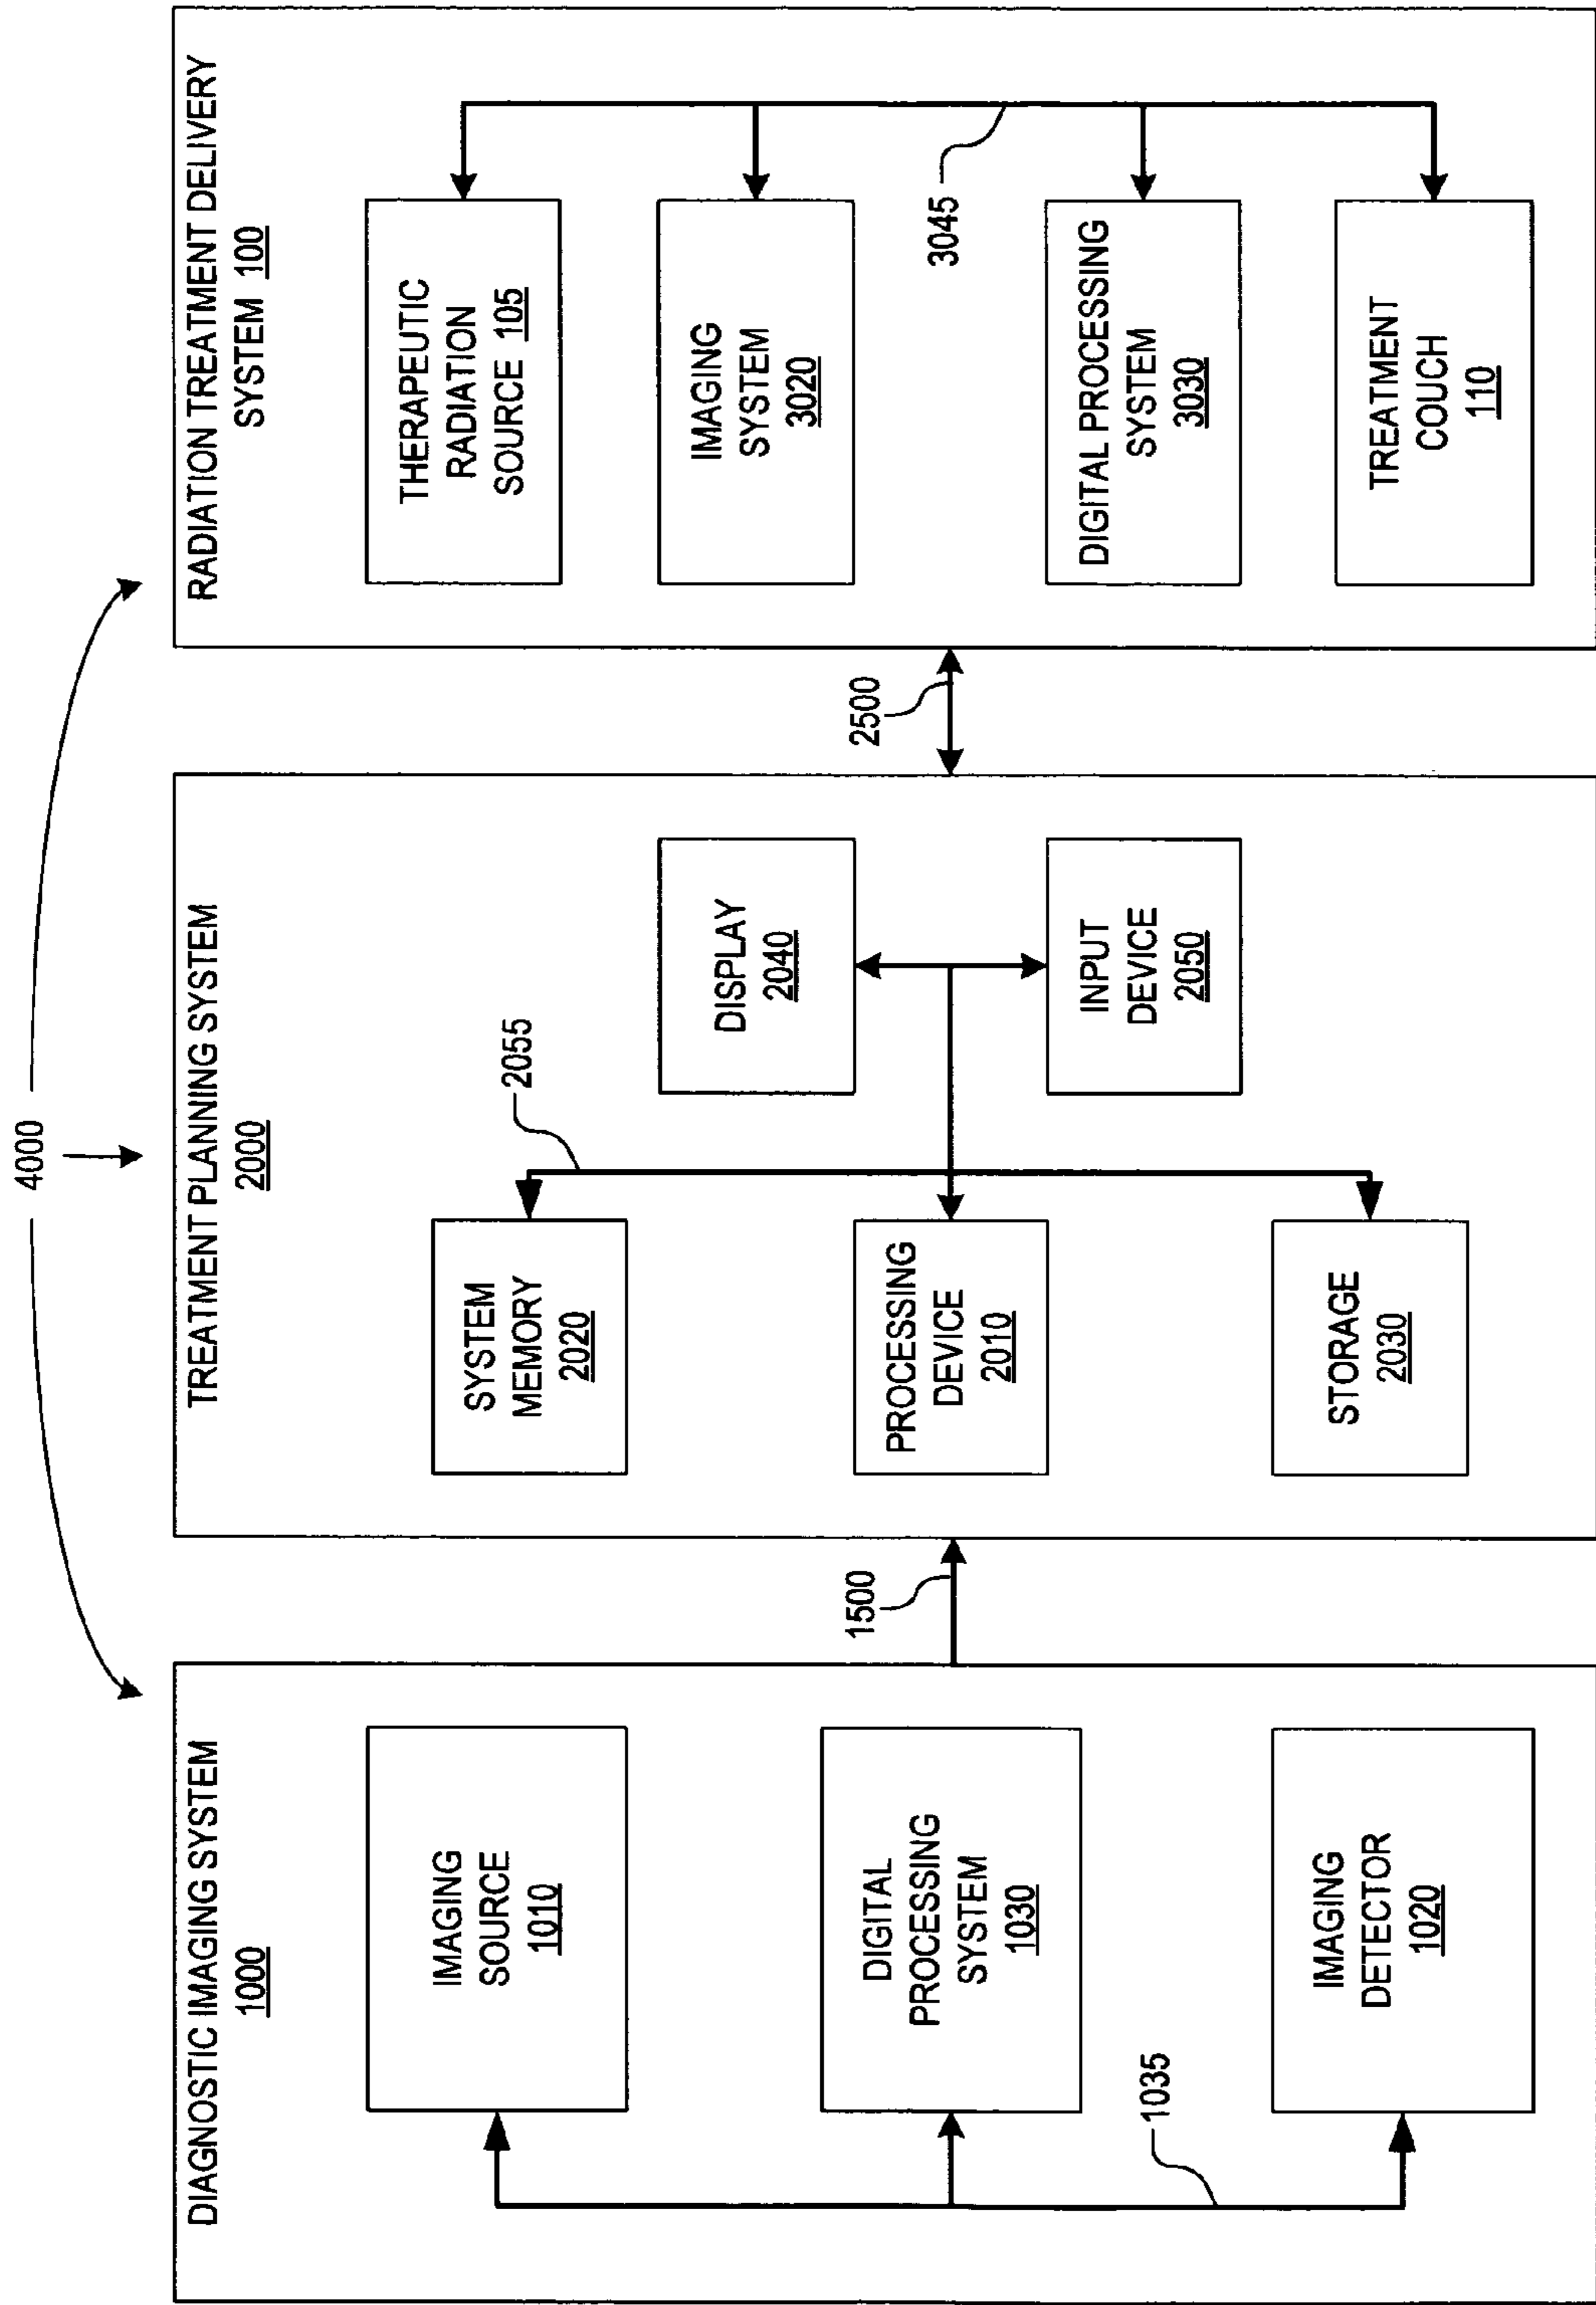 4000
DIAGNOSTIC IMAGING SYSTEM
1000
IMAGING
SOURCE
1010
DIGITAL
PROCESSING
SYSTEM
1030
IMAGING
DETECTOR
1020
1035
1500
TREATMENT PLANNING SYSTEM
2000
2055
SYSTEM
MEMORY
2020
PROCESSING
DEVICE
2010
STORAGE
2030
DISPLAY
2040
INPUT
DEVICE
2050
2500
RADIATION TREATMENT DELIVERY
SYSTEM 100
THERAPEUTIC
RADIATION
SOURCE 105
IMAGING
SYSTEM
3020
3045
DIGITAL PROCESSING
SYSTEM
3030
TREATMENT
COUCH
110